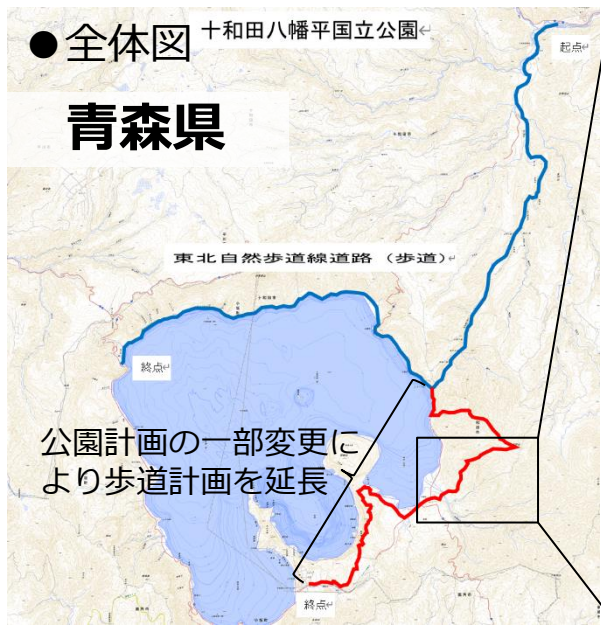 ●全体図
十和田八幡平国立公園↵
青森県
起点↵
東北自然歩道線道路（歩道）↵
終点↵
公園計画の一部変更に
より歩道計画を延長
終点↵